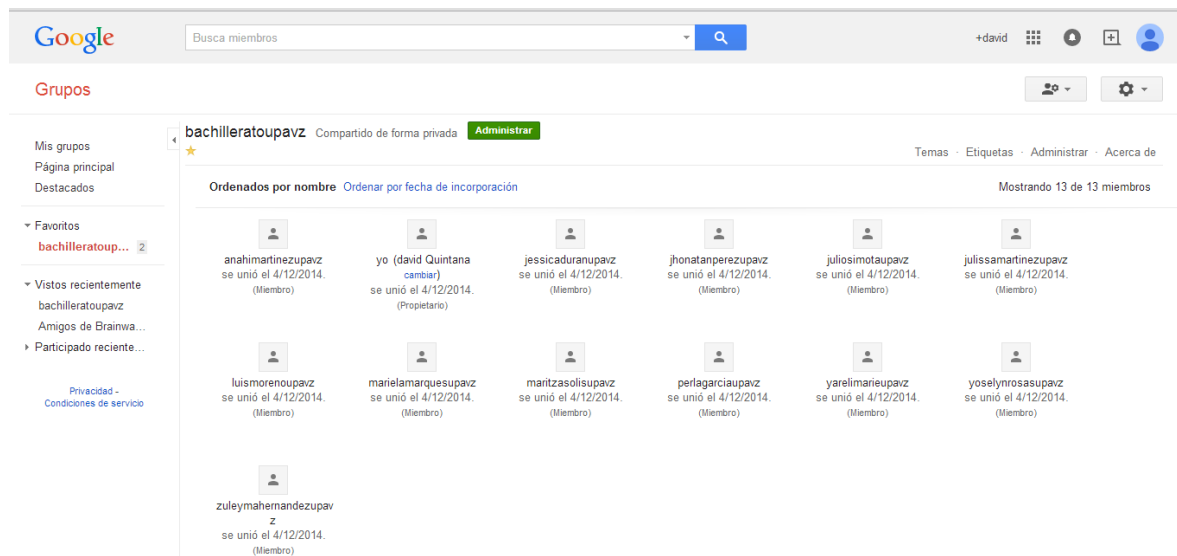 Google
Busca miembros
+david
Grupos
Mis grupos
Página principal
Destacados
Favoritos
bachilleratoup... 2
Vistos recientemente
bachilleratoupavz
Amigos de Brainwa...
Participado reciente...
Privacidad -
Condiciones de servicio
bachilleratoupavz Compartido de forma privada Administrar
Temas · Etiquetas · Administrar · Acerca de
Ordenados por nombre Ordenar por fecha de incorporación Mostrando 13 de 13 miembros
anahimartinezupavz
se unió el 4/12/2014.
(Miembro)
yo (david Quintana
cambiar)
se unió el 4/12/2014.
(Propietario)
jessicaduranupavz
se unió el 4/12/2014.
(Miembro)
jhonatanperezupavz
se unió el 4/12/2014.
(Miembro)
juliosimotaupavz
se unió el 4/12/2014.
(Miembro)
julissamartinezupavz
se unió el 4/12/2014.
(Miembro)
luismorenoupavz
se unió el 4/12/2014.
(Miembro)
marielamarquesupavz
se unió el 4/12/2014.
(Miembro)
maritzasolisupavz
se unió el 4/12/2014.
(Miembro)
perlagarciaupavz
se unió el 4/12/2014.
(Miembro)
yarelimarieupavz
se unió el 4/12/2014.
(Miembro)
yoselynrosasupavz
se unió el 4/12/2014.
(Miembro)
zuleymahernandezupav
z
se unió el 4/12/2014.
(Miembro)